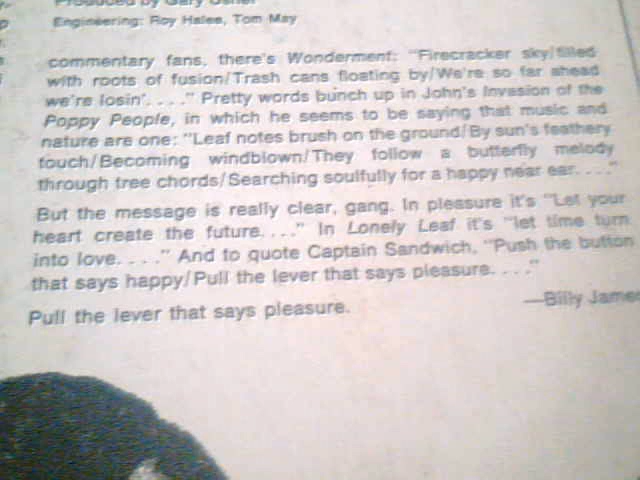 Produced by Gary Usher
Engineering: Roy Halee, Tom May
commentary fans, there's Wonderment: "Firecracker sky/filled
with roots of fusion/Trash cans floating by/We're so far ahead
we're losin'. . . ." Pretty words bunch up in John's Invasion of the
Poppy People, in which he seems to be saying that music and
nature are one: "Leaf notes brush on the ground/By sun's feathery
touch/Becoming windblown/They follow a butterfly melody
through tree chords/Searching soulfully for a happy near ear. . . ."
But the message is really clear, gang. In pleasure it's "Let your
heart create the future. . . ." In Lonely Leaf it's "let time turn
into love. . . ." And to quote Captain Sandwich, "Push the button
that says happy/Pull the lever that says pleasure. . . ."
—Billy James
Pull the lever that says pleasure.